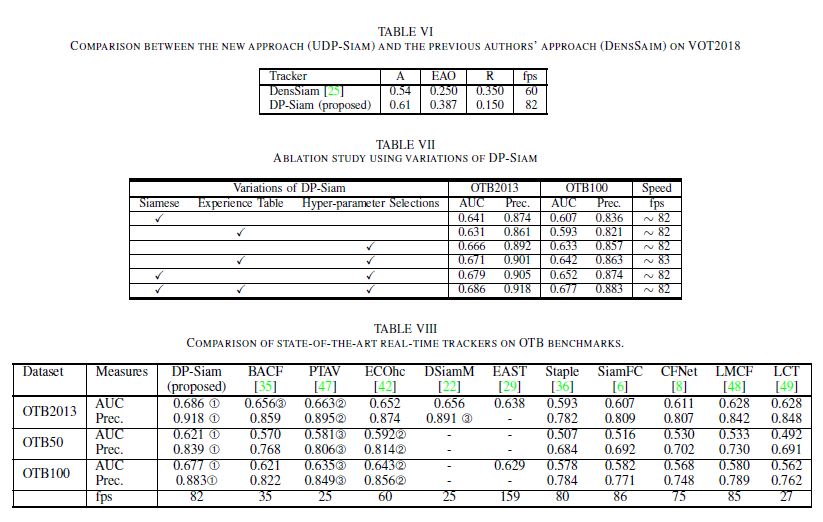 TABLE VI
COMPARISON BETWEEN THE NEW APPROACH (UDP-SIAM) AND THE PREVIOUS AUTHORS' APPROACH (DENSSAIM) ON VOT2018
Tracker A EAO R fps
DensSiam [25] 0.54 0.250 0.350 60
DP-Siam (proposed) 0.61 0.387 0.150 82
TABLE VII
ABLATION STUDY USING VARIATIONS OF DP-SIAM
Variations of DP-Siam OTB2013 OTB100 Speed
Siamese Experience Table Hyper-parameter Selections AUC Prec. AUC Prec. fps
✓ 0.641 0.874 0.607 0.836 ~ 82
✓ 0.631 0.861 0.593 0.821 ~ 82
✓ 0.666 0.892 0.633 0.857 ~ 82
✓ ✓ 0.671 0.901 0.642 0.863 ~ 83
✓ ✓ 0.679 0.905 0.652 0.874 ~ 82
✓ ✓ ✓ 0.686 0.918 0.677 0.883 ~ 82
TABLE VIII
COMPARISON OF STATE-OF-THE-ART REAL-TIME TRACKERS ON OTB BENCHMARKS.
Dataset Measures DP-Siam BACF PTAV ECOhc DSiamM EAST Staple SiamFC CFNet LMCF LCT
(proposed) [35] [47] [42] [22] [29] [36] [6] [8] [48] [49]
OTB2013 AUC 0.686 ① 0.656③ 0.663② 0.652 0.656 0.638 0.593 0.607 0.611 0.628 0.628
Prec. 0.918 ① 0.859 0.895② 0.874 0.891 ③ - 0.782 0.809 0.807 0.842 0.848
OTB50 AUC 0.621 ① 0.570 0.581③ 0.592② - - 0.507 0.516 0.530 0.533 0.492
Prec. 0.839 ① 0.768 0.806③ 0.814② - - 0.684 0.692 0.702 0.730 0.691
OTB100 AUC 0.677 ① 0.621 0.635③ 0.643② - 0.629 0.578 0.582 0.568 0.580 0.562
Prec. 0.883① 0.822 0.849③ 0.856② - - 0.784 0.771 0.748 0.789 0.762
fps 82 35 25 60 25 159 80 86 75 85 27